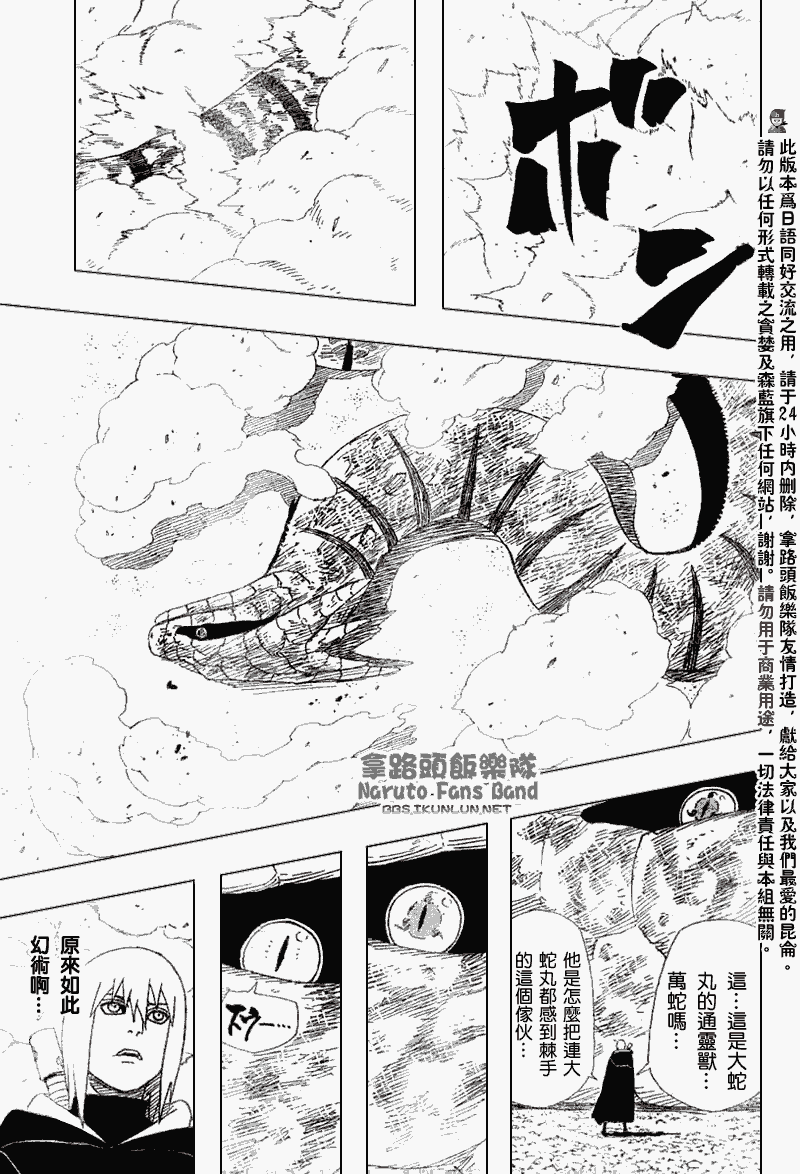 ボン
此版本爲日語同好交流之用，請于24小時內刪除，拿路頭飯樂隊友情打造，獻給大家以及我們最愛的昆侖。
請勿以任何形式轉載之貪婪及森藍旗下任何網站，謝謝。請勿用于商業用途，一切法律責任與本組無關。
拿路頭飯樂隊
Naruto Fans Band
BBS.IKUNLUN.NET
這…這是大蛇
丸的通靈獸…
萬蛇嗎…
他是怎麼把連大
蛇丸都感到棘手
的這個傢伙…
原來如此
幻術啊…